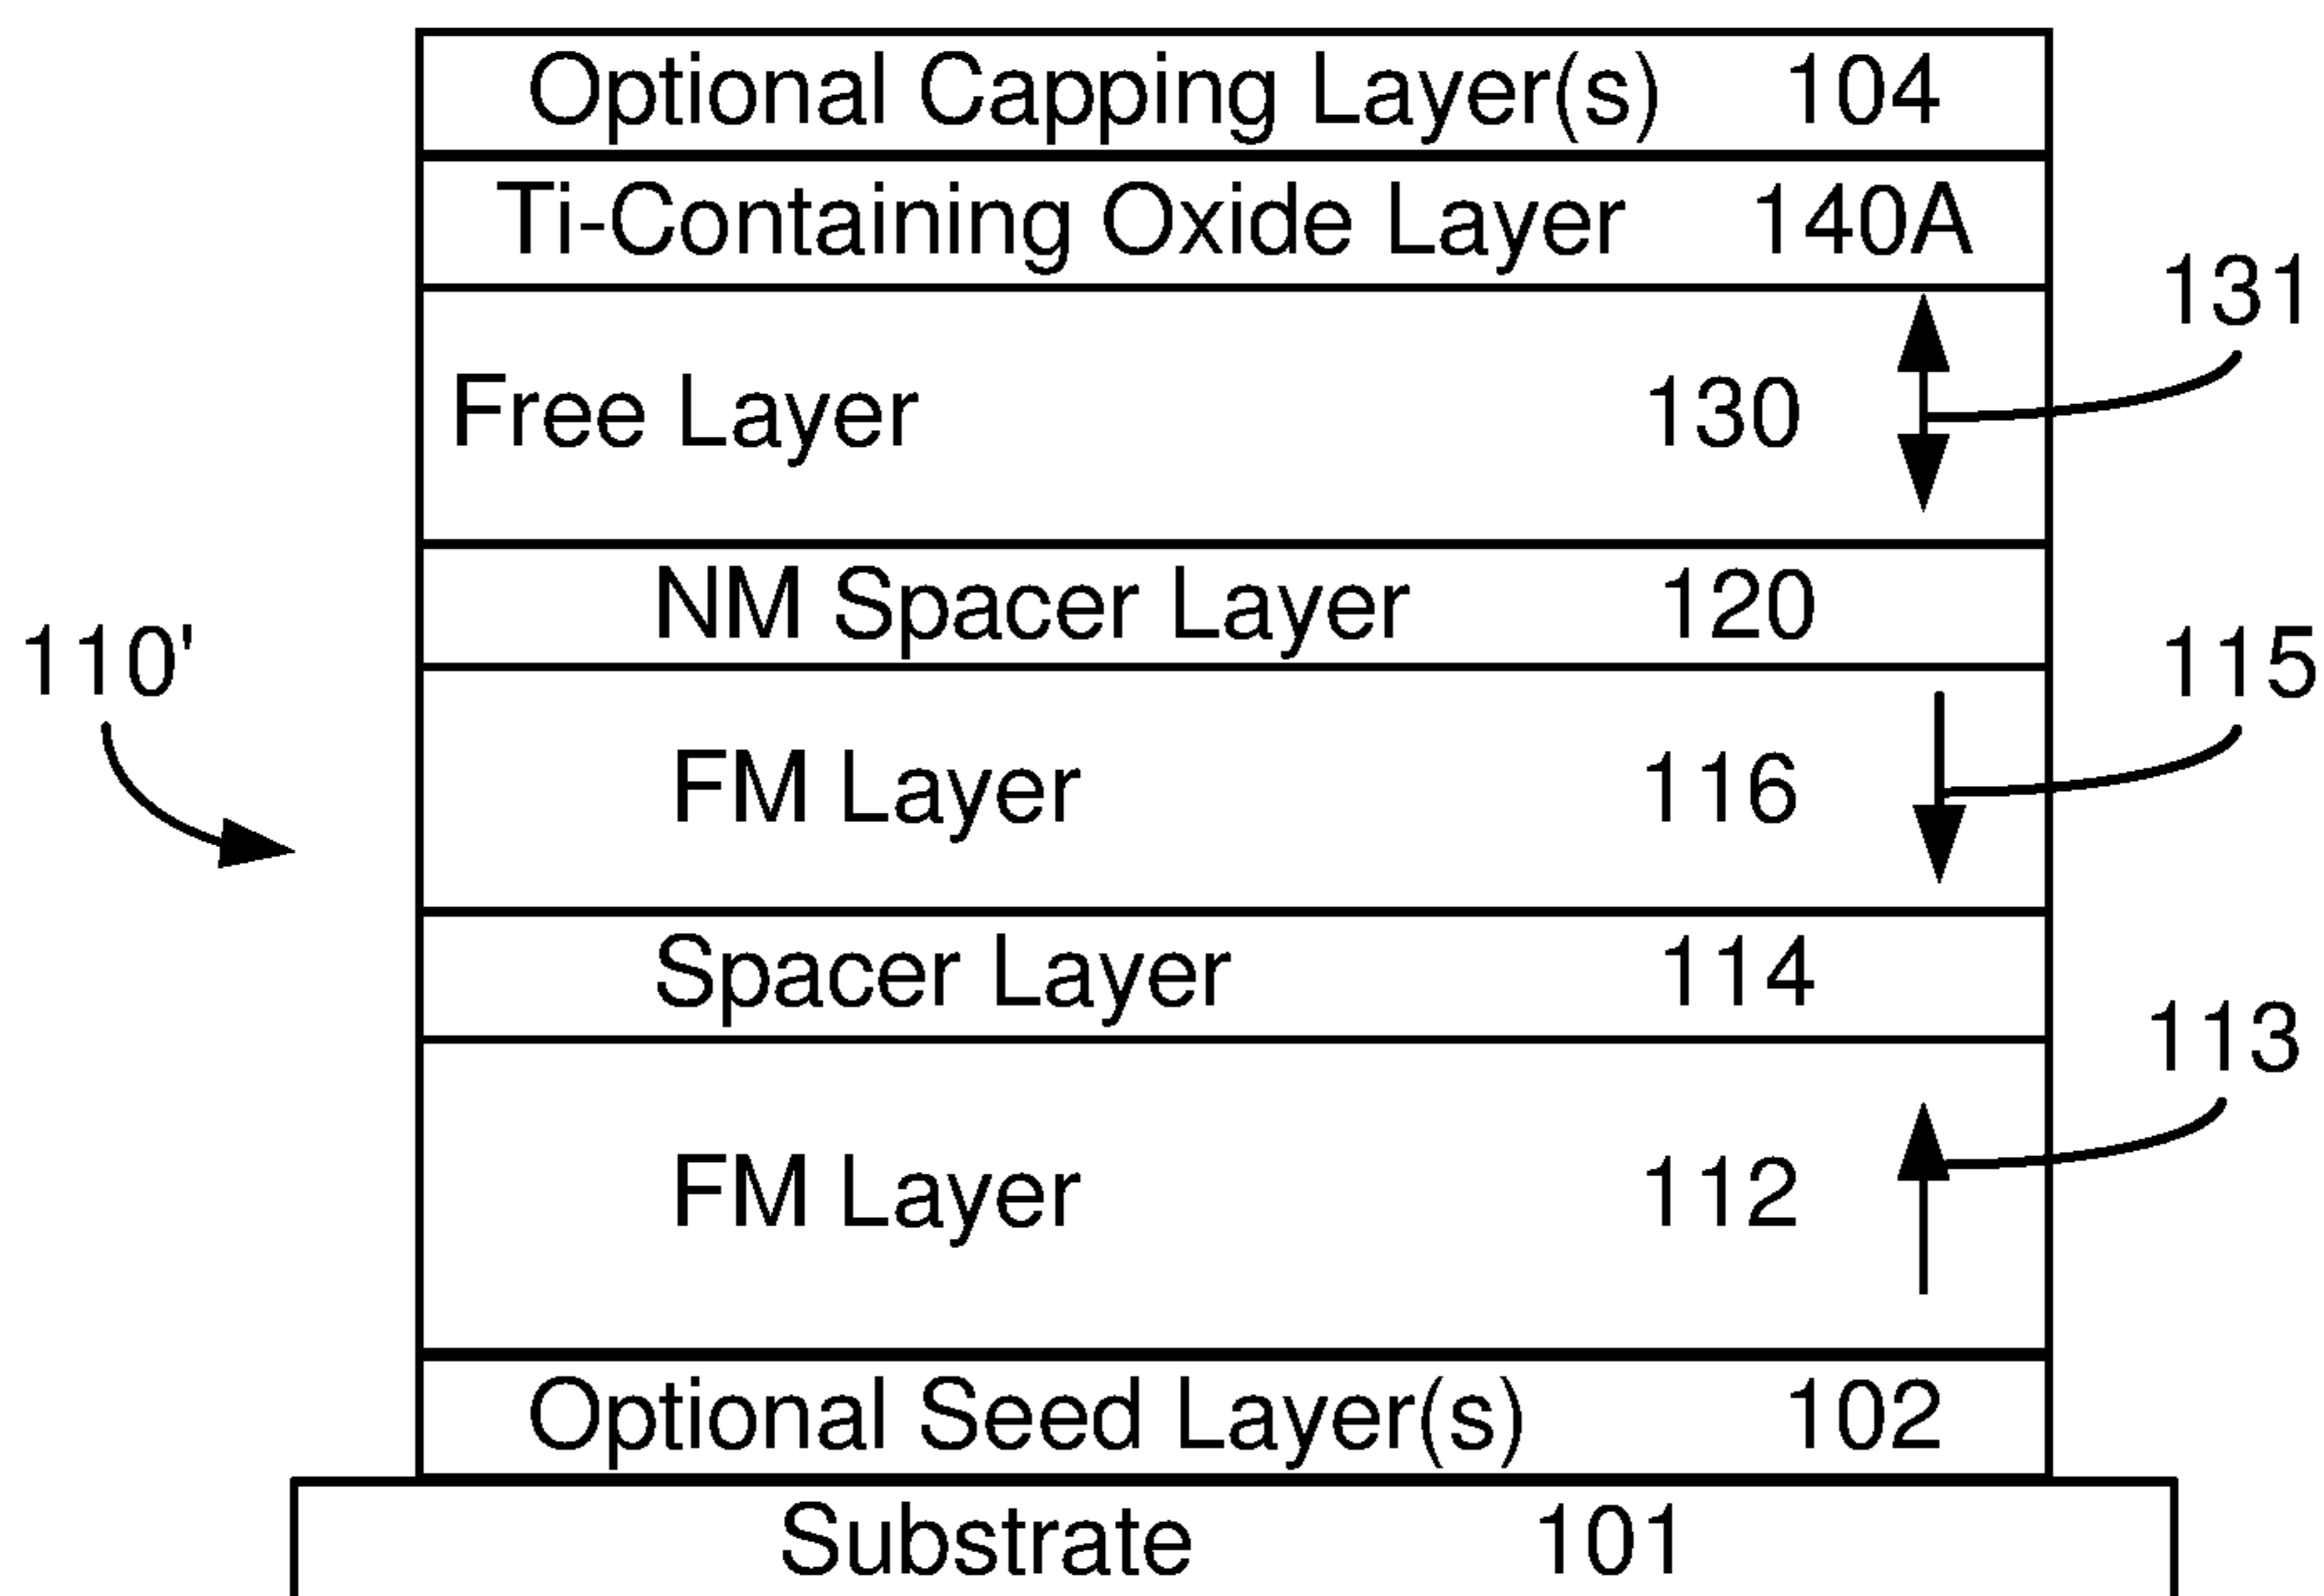 Optional Capping Layer(s) 104
Ti-Containing Oxide Layer 140A
131
Free Layer 130
NM Spacer Layer 120
110'
115
FM Layer 116
Spacer Layer 114
113
FM Layer 112
Optional Seed Layer(s) 102
Substrate 101